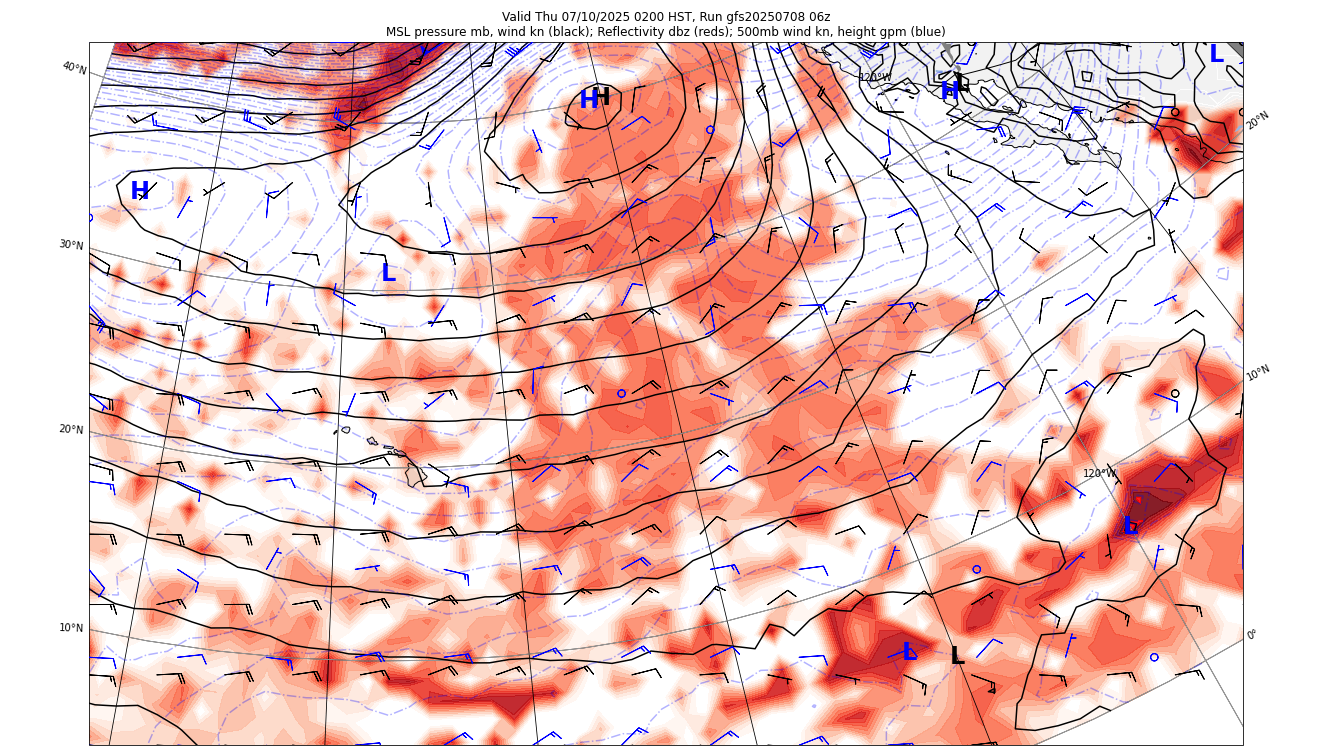 Valid Thu 07/10/2025 0200 HST, Run gfs20250708 06z
MSL pressure mb, wind kn (black); Reflectivity dbz (reds); 500mb wind kn, height gpm (blue)
L
40°N
120°W
H
L
H
H
20°N
H
30°N
L
10°N
20°N
120°W
L
10°N
0°
L
L